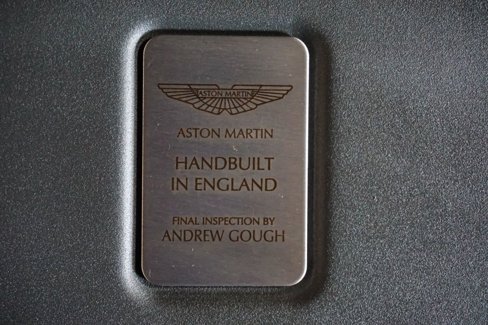 ASTON MARTIN
ASTON MARTIN
HANDBUILT
IN ENGLAND
FINAL INSPECTION BY
ANDREW GOUGH